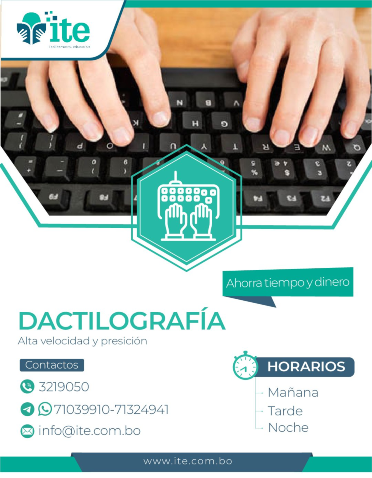 ite
Ahorra tiempo y dinero
DACTILOGRAFÍA
Alta velocidad y presición
Contactos
3219050
71039910-71324941
info@ite.com.bo
HORARIOS
Mañana
Tarde
Noche
www.ite.com.bo